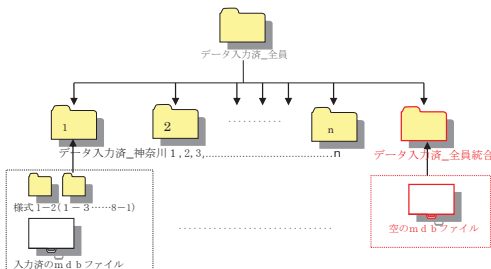 データ入力済_全員
1
2
‥‥‥‥‥
n
データ入力済_神奈川１,２,３,‥‥‥‥‥‥‥‥‥‥‥‥n
データ入力済_全員統合
様式１−２(１−３‥‥８−１)
入力済のｍｄｂファイル
‥‥‥‥‥‥‥‥‥‥‥‥
空のｍｄｂファイル